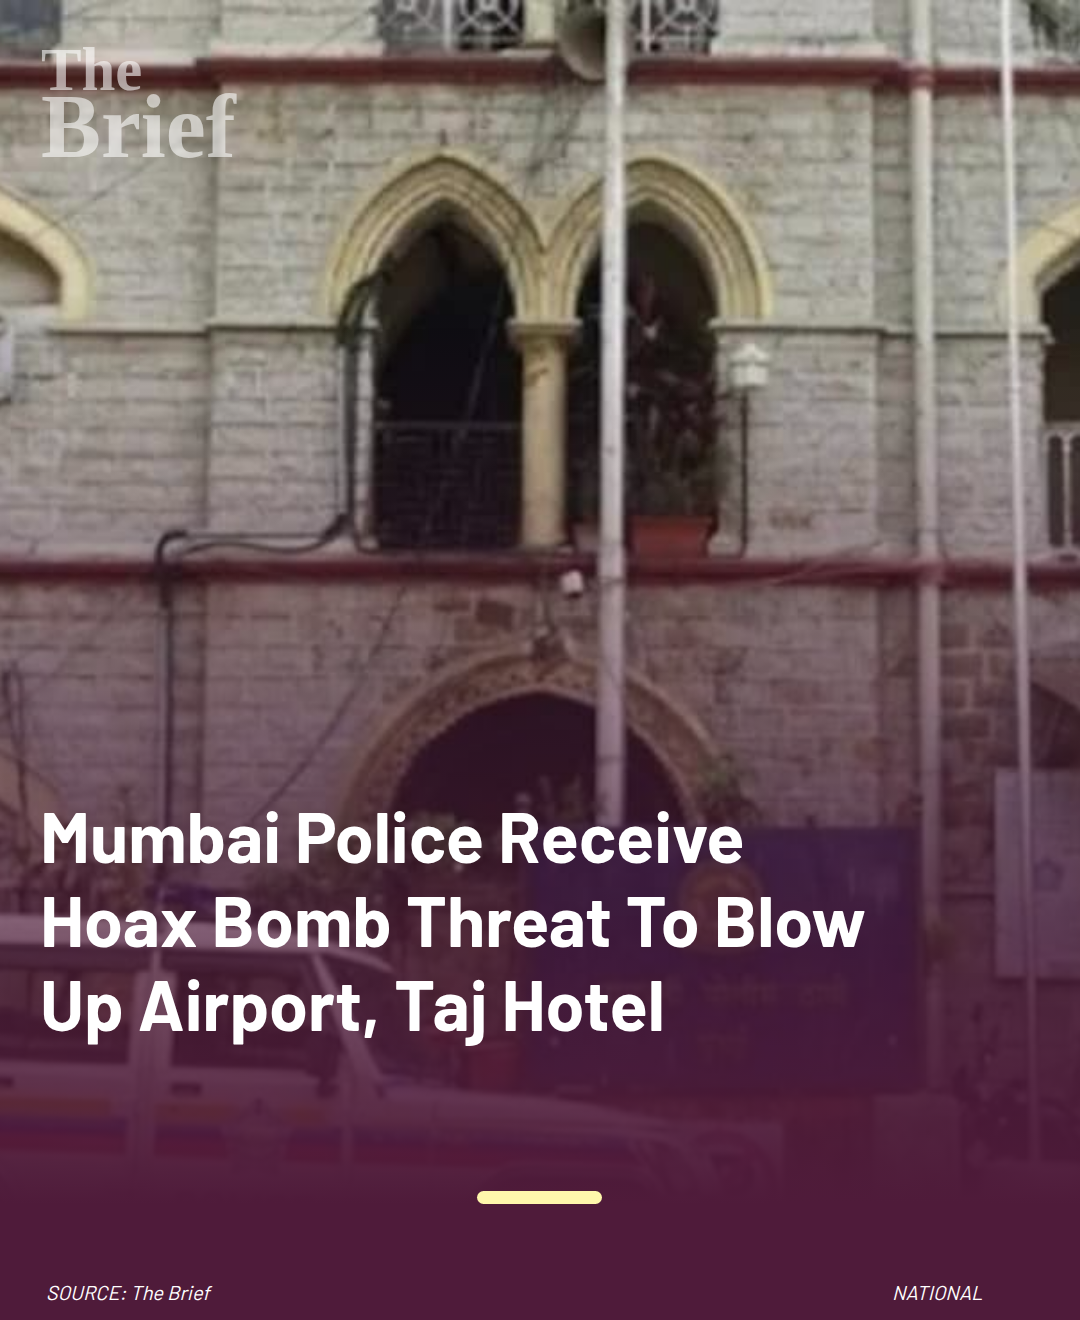 The
Brief
Mumbai Police Receive
Hoax Bomb Threat To Blow
Up Airport, Taj Hotel
SOURCE: The Brief
NATIONAL